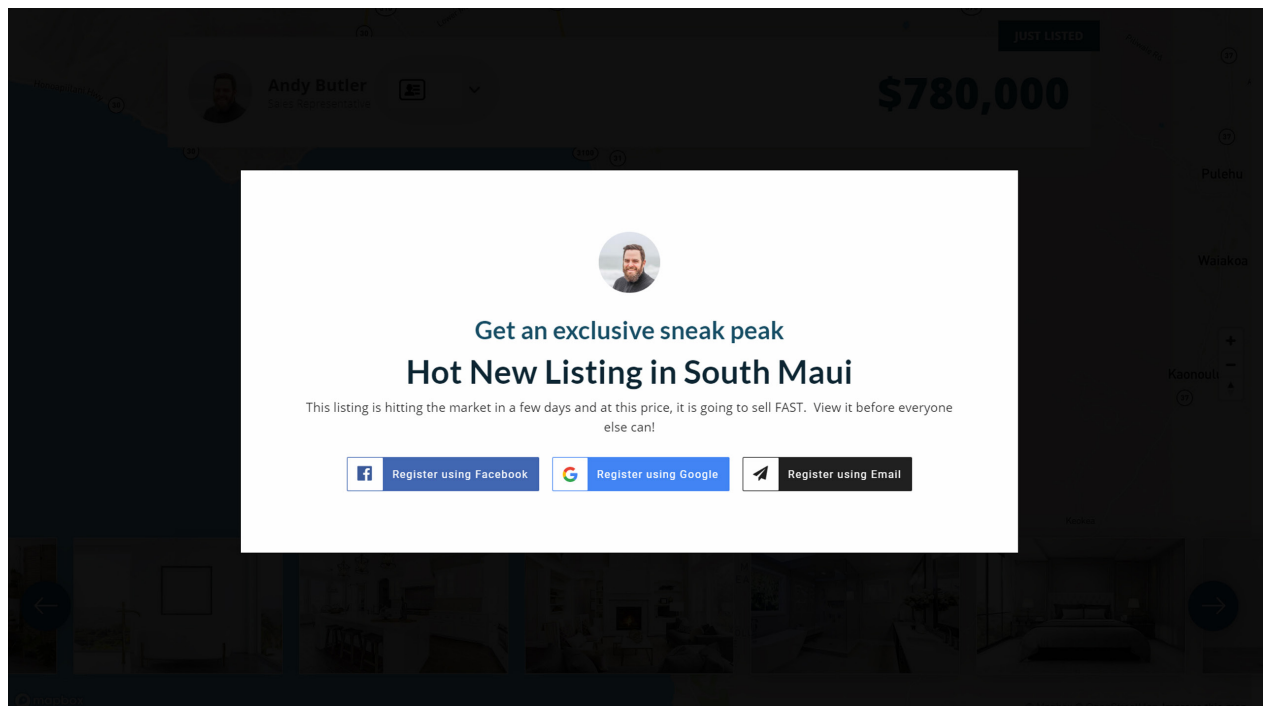 JUST LISTED
Andy Butler
Sales Representative
$780,000
Pulehu
Waiakoa
Get an exclusive sneak peak
Hot New Listing in South Maui
This listing is hitting the market in a few days and at this price, it is going to sell FAST. View it before everyone
else can!
Register using Facebook
Register using Google
Register using Email